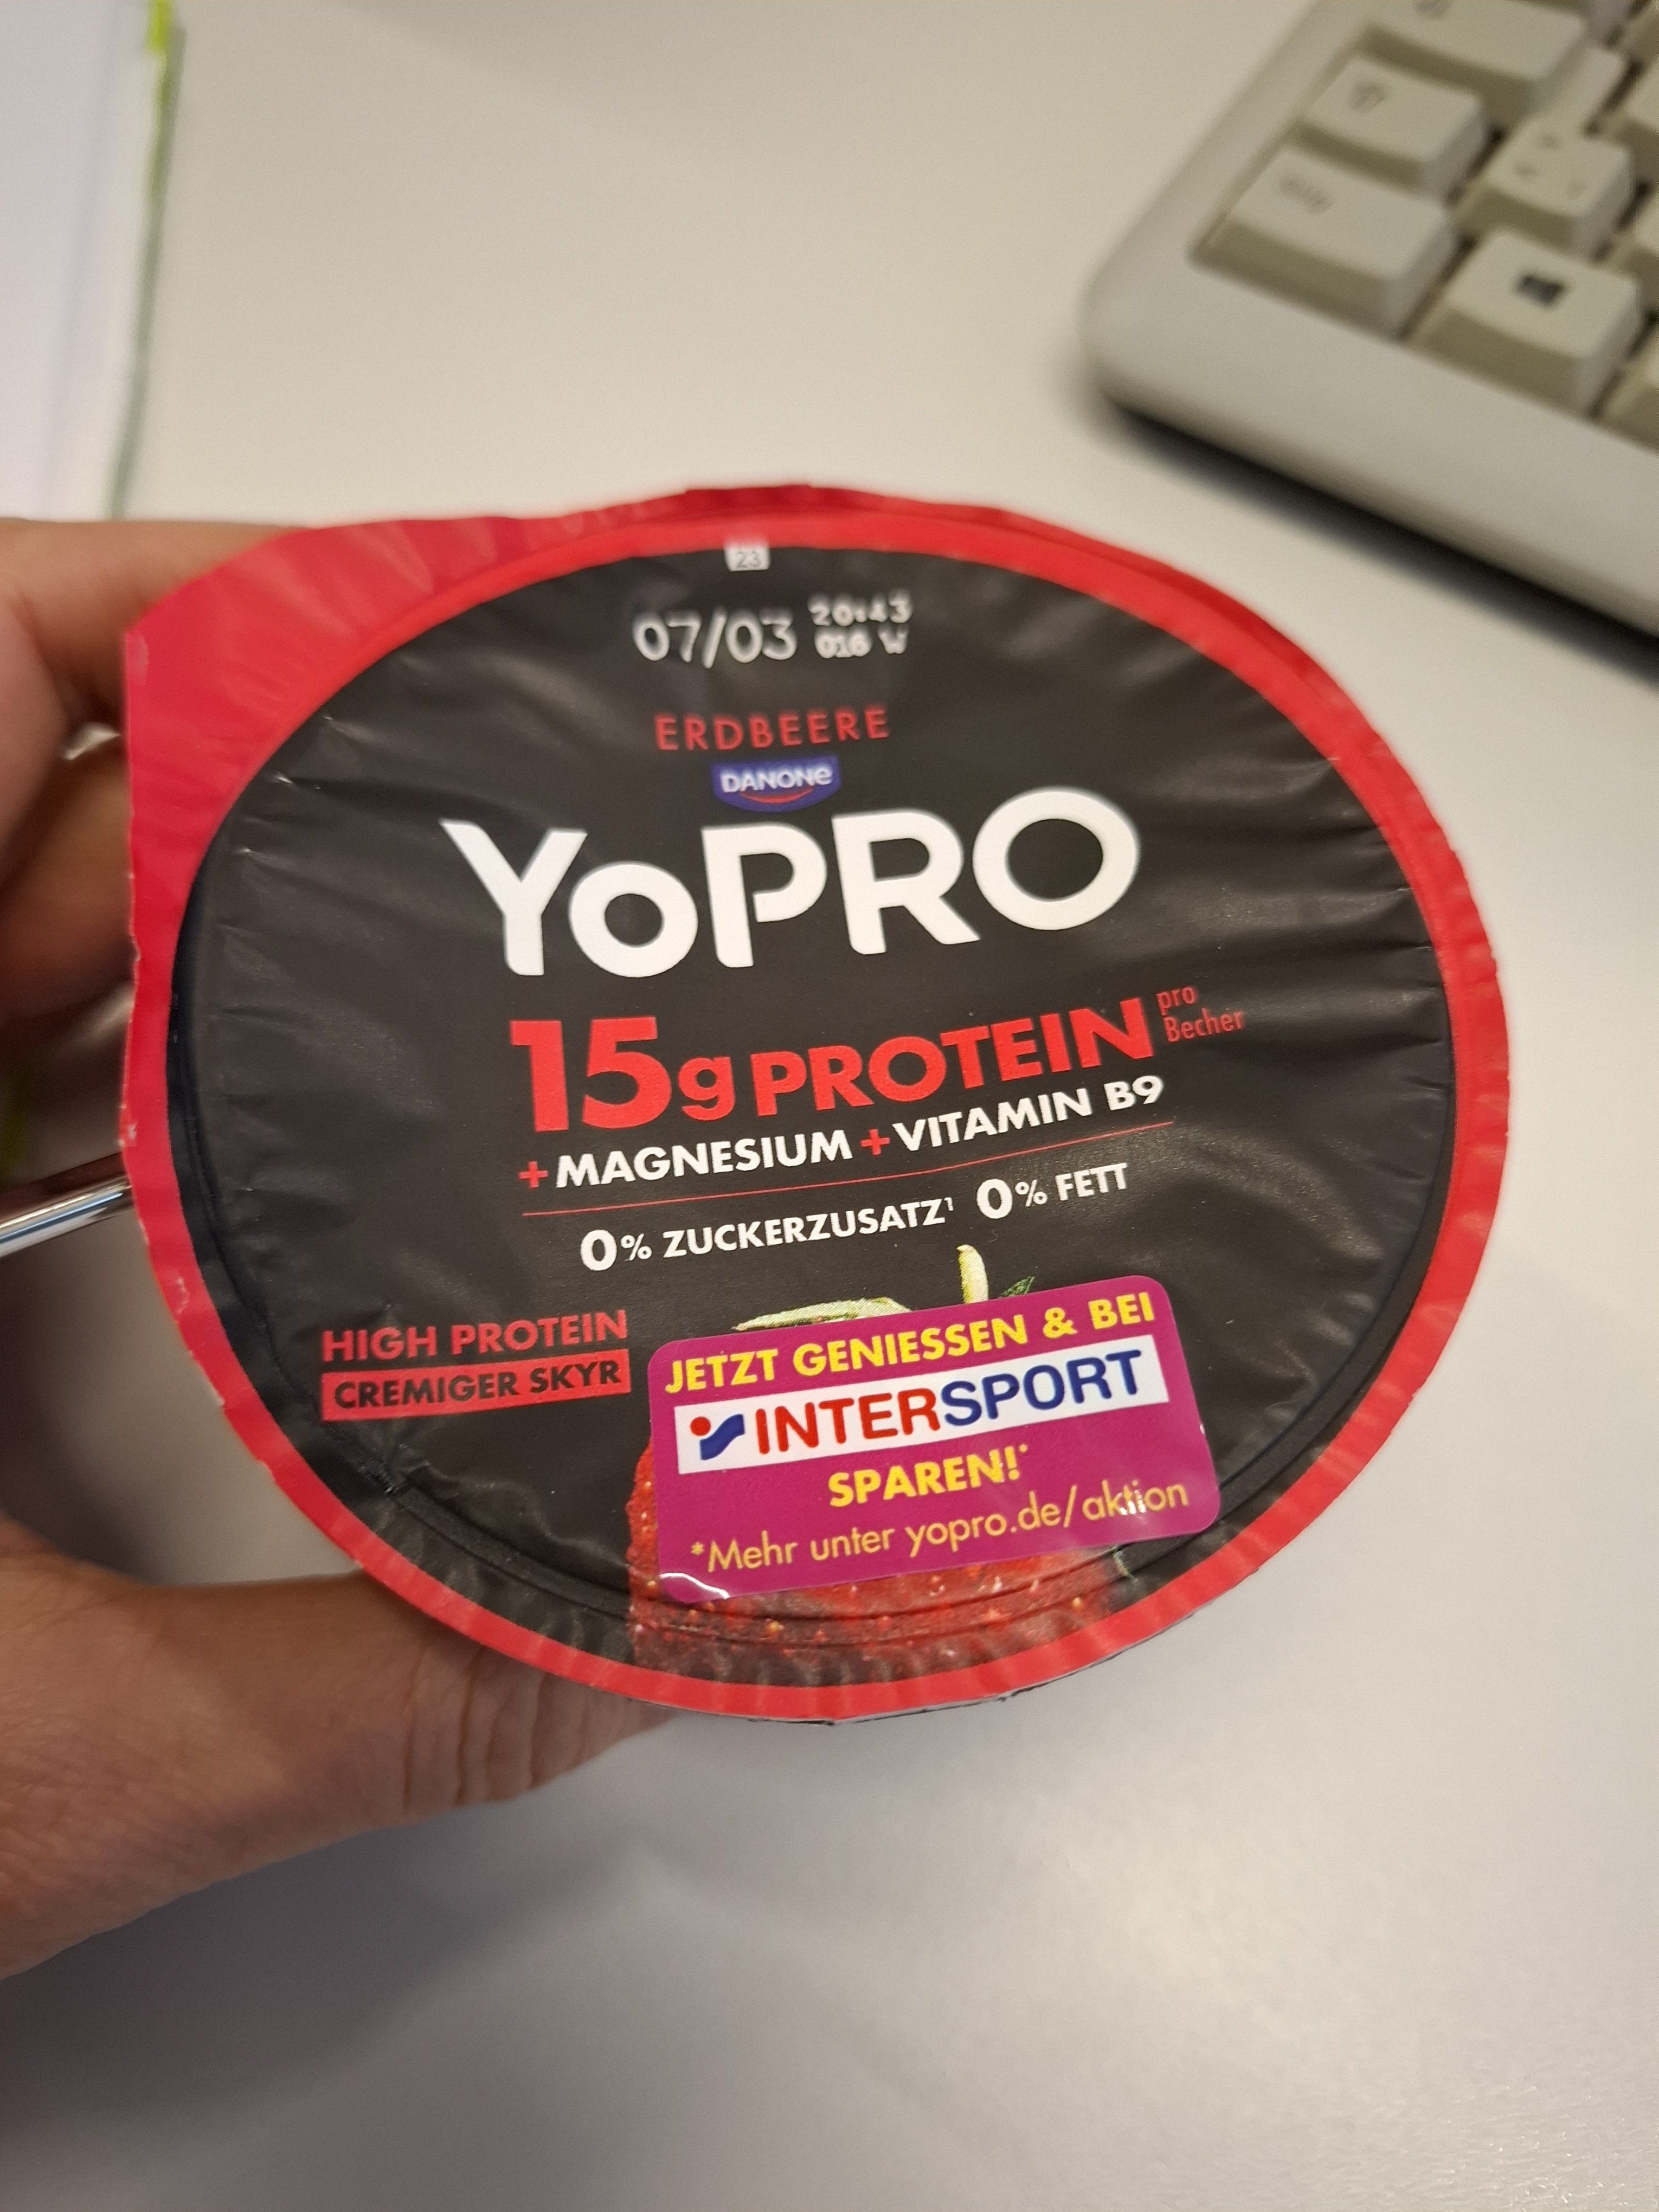 23
07/03 20:43
016 W
ERDBEERE
DANONE
YoPRO
15g PROTEIN pro Becher
+MAGNESIUM +VITAMIN B9
0% ZUCKERZUSATZ¹ 0% FETT
HIGH PROTEIN
CREMIGER SKYR
JETZT GENIESSEN & BEI
INTERSPORT
SPAREN!*
*Mehr unter yopro.de/aktion